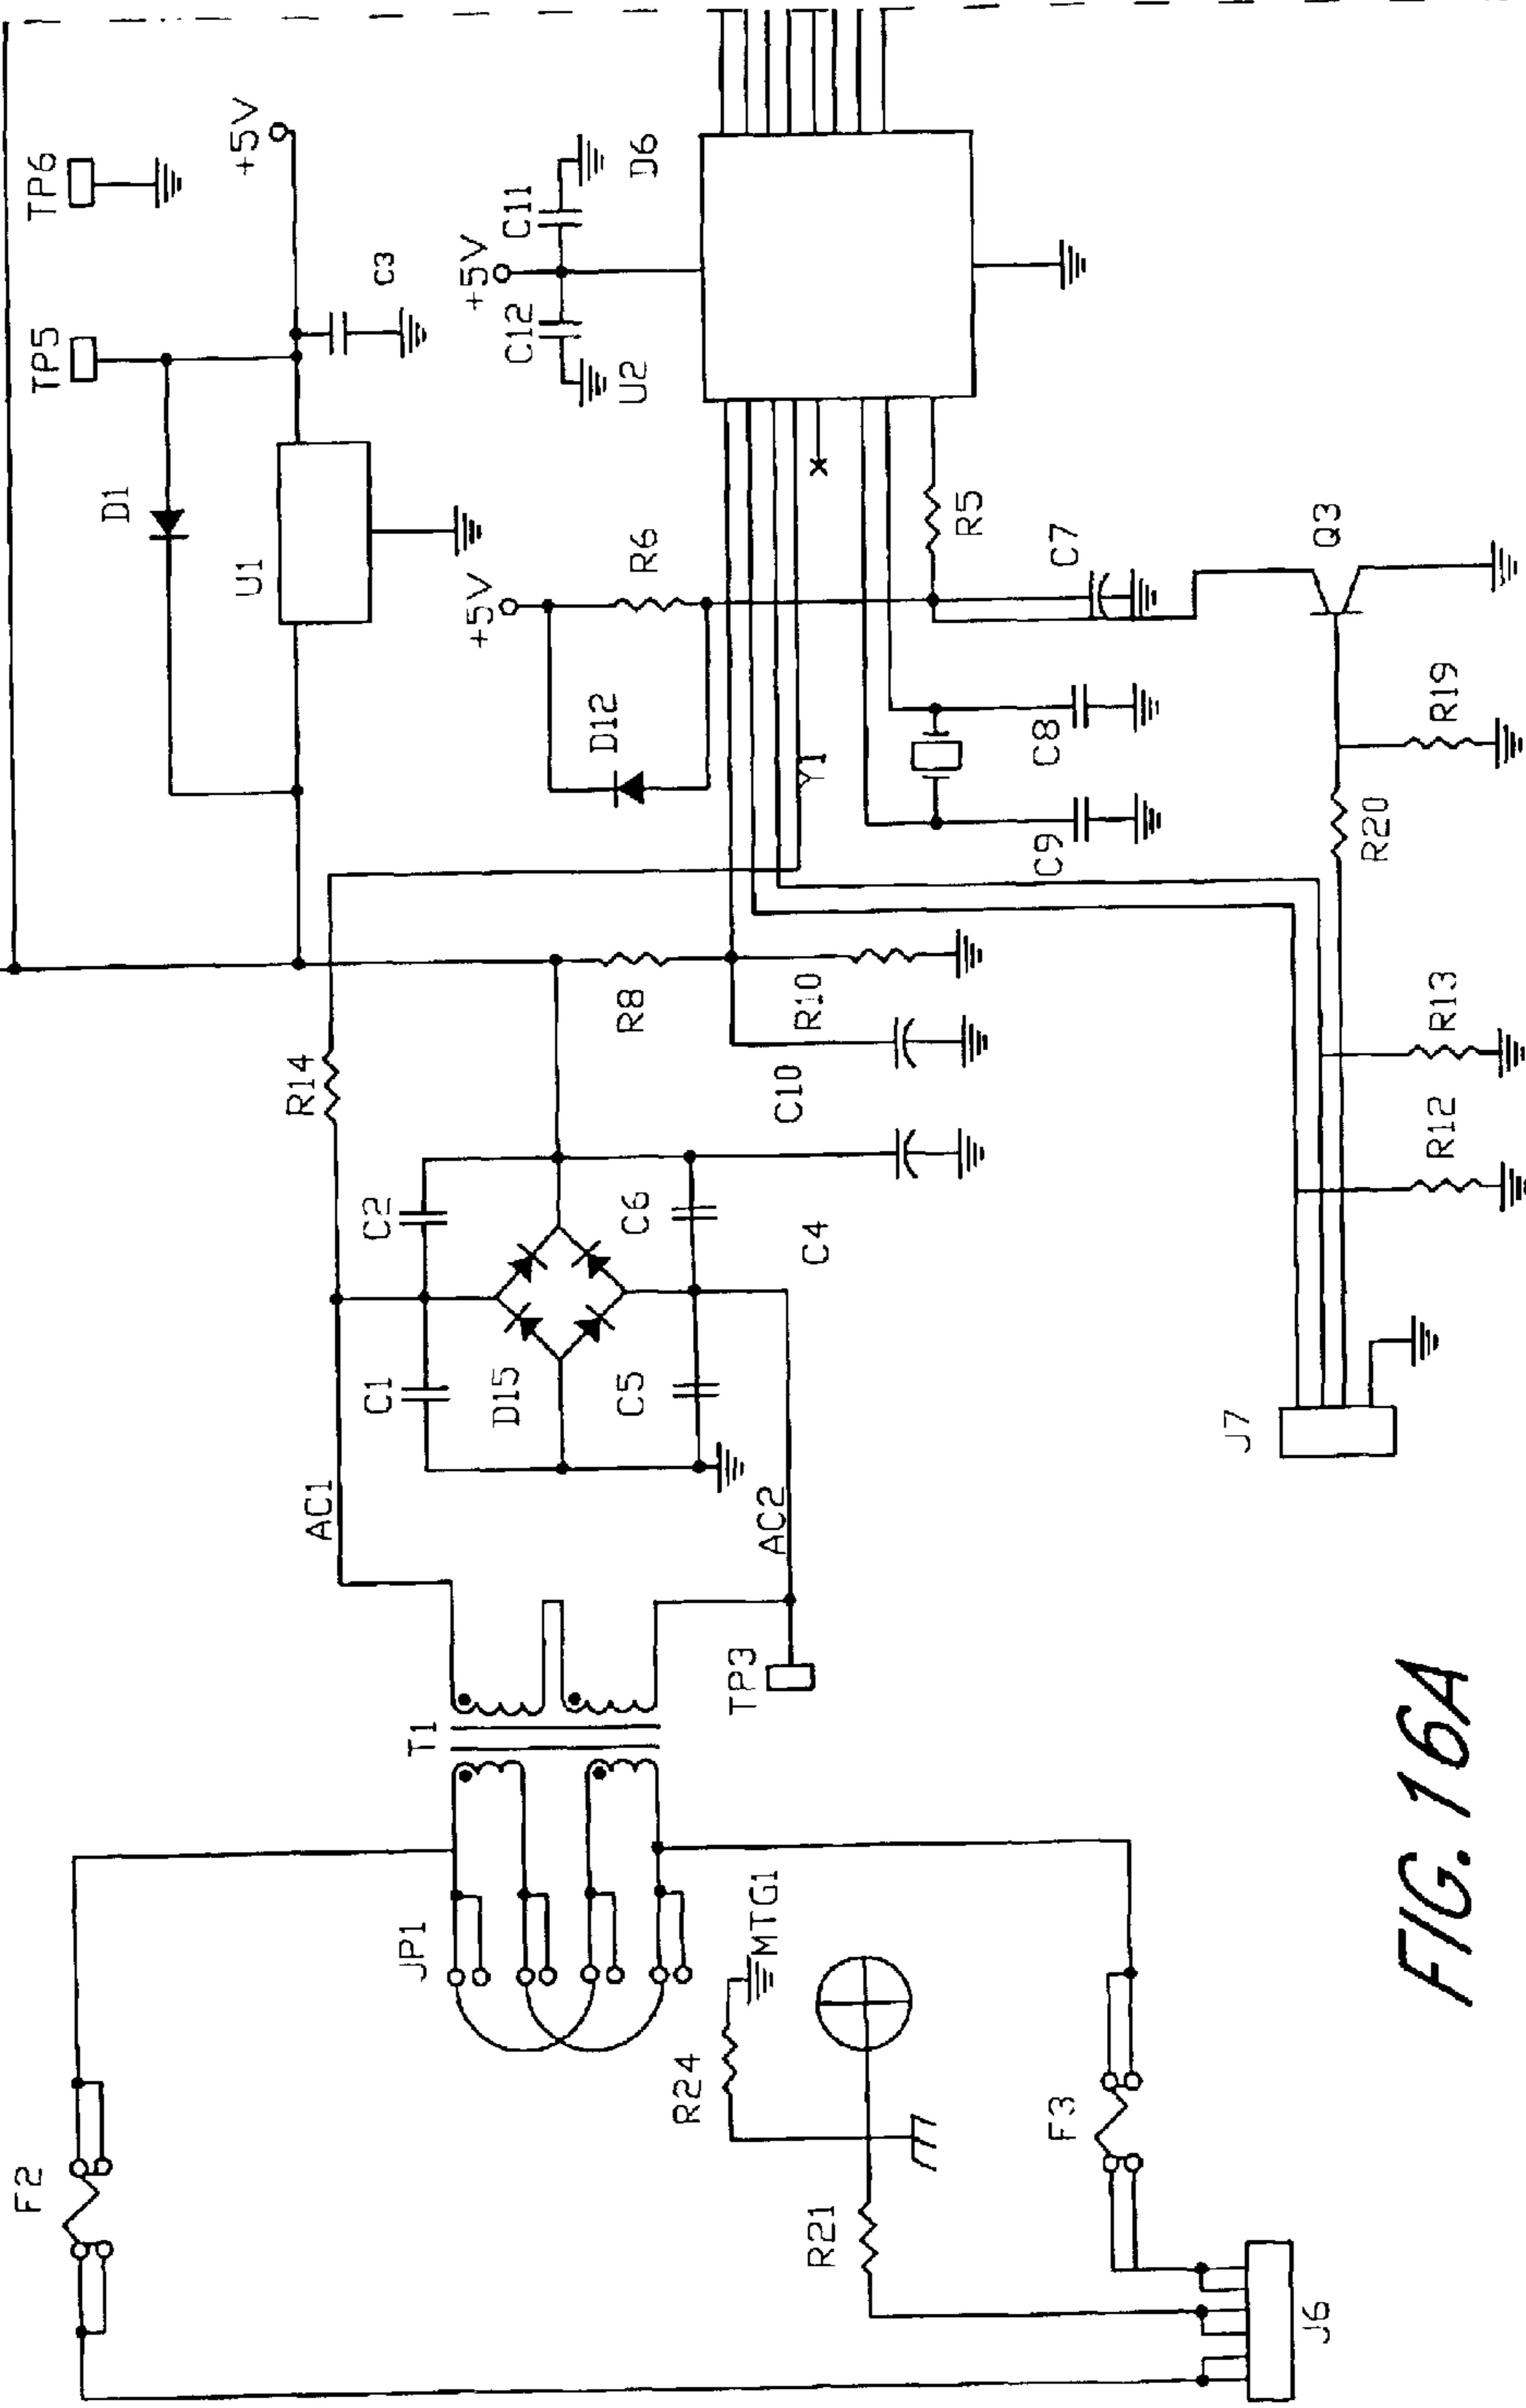 TP6
TP5
+5V
D1
C3
U1
+5V
C11
C12
D6
U2
+5V
R6
D12
R5
C7
Q3
Y1
C8
C9
R19
R20
R14
R8
R10
C10
C2
C6
C4
C1
D15
C5
AC1
AC2
R13
R12
J7
T1
TP3
JP1
MTG1
R24
F2
F3
R21
J6
FIG. 16A